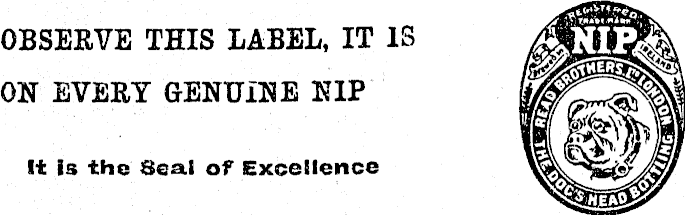 OBSERVE THIS LABEL, IT IS
ON EVERY GENUINE NIP
It is the Seal of Excellence
REGISTERED
TRADE MARK
NIP
IRELAND
READ BROTHERS LTD LONDON
THE DOG'S HEAD BOTTLING